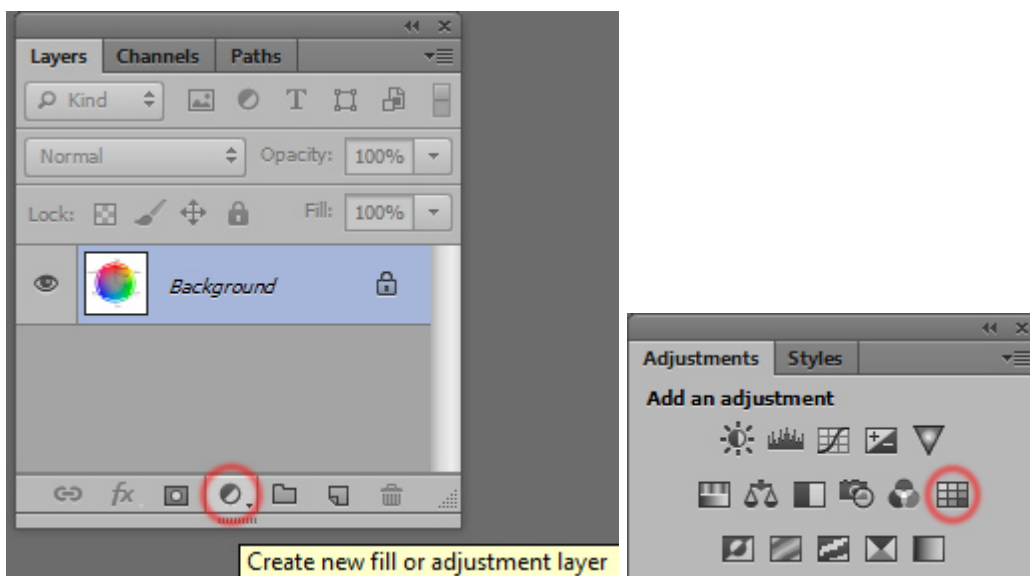 Layers Channels Paths
Kind T
Normal Opacity: 100%
Lock: Fill: 100%
Background
fx
Create new fill or adjustment layer
Adjustments Styles
Add an adjustment